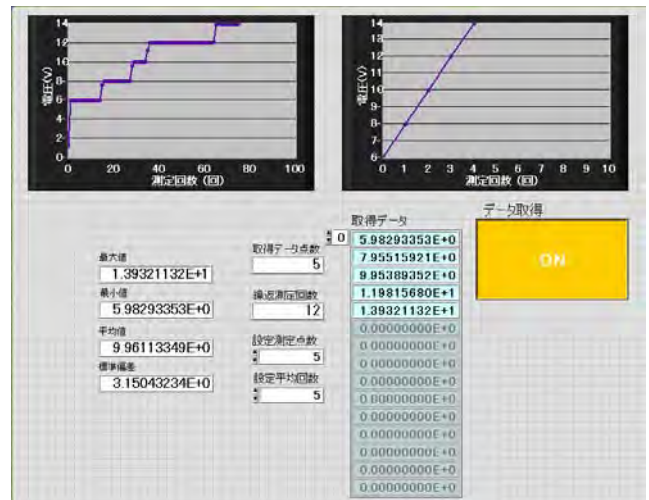 14
12
10
8
6
4
2
0
電圧(V)
0 20 40 60 80 100
測定回数 (回)
14
13
12
11
10
9
8
7
6
電圧(V)
0 1 2 3 4 5 6 7 8 9 10
測定回数 (回)
最大値
1.39321132E+1
最小値
5.98293353E+0
平均値
9.96113349E+0
標準偏差
3.15043234E+0
取得データ点数
5
繰返測定回数
12
設定測定点数
5
設定平均回数
5
取得データ
0
5.98293353E+0
7.95515921E+0
9.95389352E+0
1.19815680E+1
1.39321132E+1
0.00000000E+0
0.00000000E+0
0.00000000E+0
0.00000000E+0
0.00000000E+0
0.00000000E+0
0.00000000E+0
0.00000000E+0
0.00000000E+0
0.00000000E+0
データ取得
ON